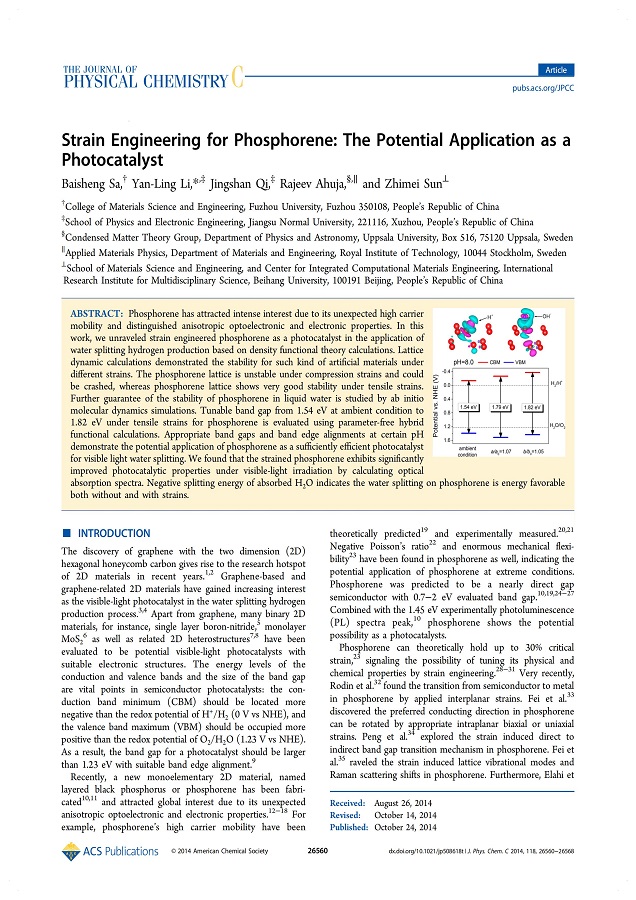 THE JOURNAL OF
PHYSICAL CHEMISTRY C
Article
pubs.acs.org/JPCC
Strain Engineering for Phosphorene: The Potential Application as a
Photocatalyst
Baisheng Sa,† Yan-Ling Li,*,‡ Jingshan Qi,‡ Rajeev Ahuja,§,∥ and Zhimei Sun⊥
†College of Materials Science and Engineering, Fuzhou University, Fuzhou 350108, People's Republic of China
‡School of Physics and Electronic Engineering, Jiangsu Normal University, 221116, Xuzhou, People's Republic of China
§Condensed Matter Theory Group, Department of Physics and Astronomy, Uppsala University, Box 516, 75120 Uppsala, Sweden
∥Applied Materials Physics, Department of Materials and Engineering, Royal Institute of Technology, 10044 Stockholm, Sweden
⊥School of Materials Science and Engineering, and Center for Integrated Computational Materials Engineering, International
Research Institute for Multidisciplinary Science, Beihang University, 100191 Beijing, People's Republic of China
ABSTRACT: Phosphorene has attracted intense interest due to its unexpected high carrier
mobility and distinguished anisotropic optoelectronic and electronic properties. In this
work, we unraveled strain engineered phosphorene as a photocatalyst in the application of
water splitting hydrogen production based on density functional theory calculations. Lattice
dynamic calculations demonstrated the stability for such kind of artificial materials under
different strains. The phosphorene lattice is unstable under compression strains and could
be crashed, whereas phosphorene lattice shows very good stability under tensile strains.
Further guarantee of the stability of phosphorene in liquid water is studied by ab initio
molecular dynamics simulations. Tunable band gap from 1.54 eV at ambient condition to
1.82 eV under tensile strains for phosphorene is evaluated using parameter-free hybrid
functional calculations. Appropriate band gaps and band edge alignments at certain pH
demonstrate the potential application of phosphorene as a sufficiently efficient photocatalyst
for visible light water splitting. We found that the strained phosphorene exhibits significantly
improved photocatalytic properties under visible-light irradiation by calculating optical
absorption spectra. Negative splitting energy of absorbed H₂O indicates the water splitting on phosphorene is energy favorable
both without and with strains.
H⁺
OH⁻
pH=8.0 CBM VBM
Potential vs. NHE (V)
-0.4
0.0
0.4
0.8
1.2
1.6
1.54 eV
1.79 eV
1.82 eV
H₂/H⁺
H₂O/O₂
ambient
condition
a/a₀=1.07
b/b₀=1.05
■ INTRODUCTION
The discovery of graphene with the two dimension (2D)
hexagonal honeycomb carbon gives rise to the research hotspot
of 2D materials in recent years.1,2 Graphene-based and
graphene-related 2D materials have gained increasing interest
as the visible-light photocatalyst in the water splitting hydrogen
production process.3,4 Apart from graphene, many binary 2D
materials, for instance, single layer boron-nitride,5 monolayer
MoS₂6 as well as related 2D heterostructures7,8 have been
evaluated to be potential visible-light photocatalysts with
suitable electronic structures. The energy levels of the
conduction and valence bands and the size of the band gap
are vital points in semiconductor photocatalysts: the con-
duction band minimum (CBM) should be located more
negative than the redox potential of H⁺/H₂ (0 V vs NHE), and
the valence band maximum (VBM) should be occupied more
positive than the redox potential of O₂/H₂O (1.23 V vs NHE).
As a result, the band gap for a photocatalyst should be larger
than 1.23 eV with suitable band edge alignment.9
Recently, a new monoelementary 2D material, named
layered black phosphorus or phosphorene has been fabri-
cated10,11 and attracted global interest due to its unexpected
anisotropic optoelectronic and electronic properties.12−18 For
example, phosphorene's high carrier mobility have been
theoretically predicted19 and experimentally measured.20,21
Negative Poisson's ratio22 and enormous mechanical flexi-
bility23 have been found in phosphorene as well, indicating the
potential application of phosphorene at extreme conditions.
Phosphorene was predicted to be a nearly direct gap
semiconductor with 0.7−2 eV evaluated band gap.10,19,24−27
Combined with the 1.45 eV experimentally photoluminescence
(PL) spectra peak,10 phosphorene shows the potential
possibility as a photocatalysts.
Phosphorene can theoretically hold up to 30% critical
strain,23 signaling the possibility of tuning its physical and
chemical properties by strain engineering.28−31 Very recently,
Rodin et al.32 found the transition from semiconductor to metal
in phosphorene by applied interplanar strains. Fei et al.33
discovered the preferred conducting direction in phosphorene
can be rotated by appropriate intraplanar biaxial or uniaxial
strains. Peng et al.34 explored the strain induced direct to
indirect band gap transition mechanism in phosphorene. Fei et
al.35 raveled the strain induced lattice vibrational modes and
Raman scattering shifts in phosphorene. Furthermore, Elahi et
Received: August 26, 2014
Revised: October 14, 2014
Published: October 24, 2014
ACS Publications
© 2014 American Chemical Society
26560
dx.doi.org/10.1021/jp508618t | J. Phys. Chem. C 2014, 118, 26560−26568